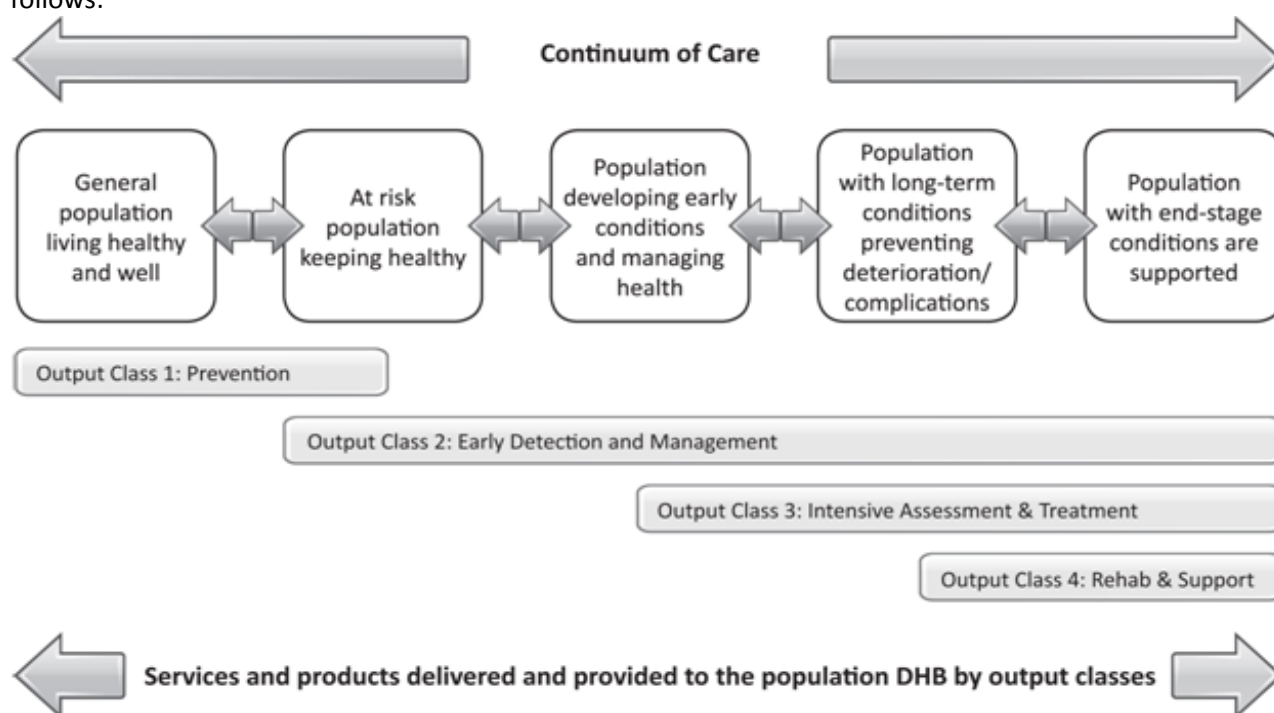 follows:
Continuum of Care
General
population
living healthy
and well
At risk
population
keeping healthy
Population
developing early
conditions
and managing
health
Population
with long-term
conditions
preventing
deterioration/
complications
Population
with end-stage
conditions are
supported
Output Class 1: Prevention
Output Class 2: Early Detection and Management
Output Class 3: Intensive Assessment & Treatment
Output Class 4: Rehab & Support
Services and products delivered and provided to the population DHB by output classes